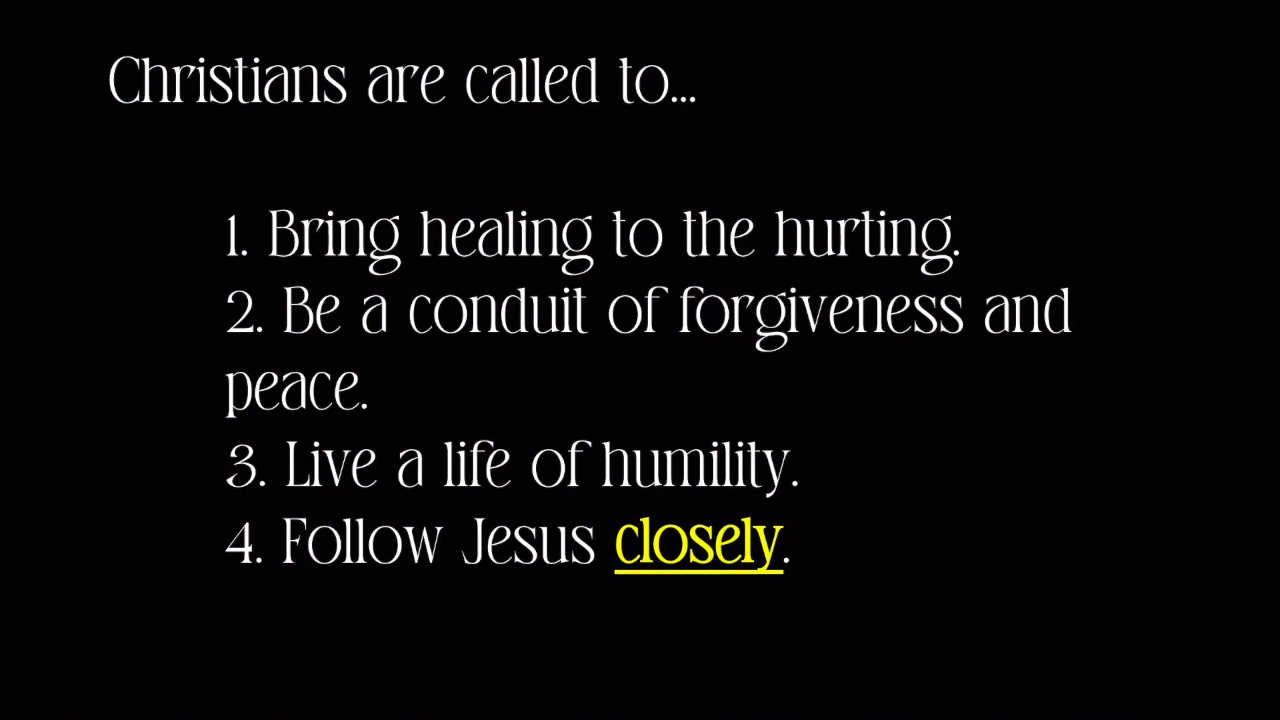 Christians are called to...
1. Bring healing to the hurting.
2. Be a conduit of forgiveness and
peace.
3. Live a life of humility.
4. Follow Jesus closely.